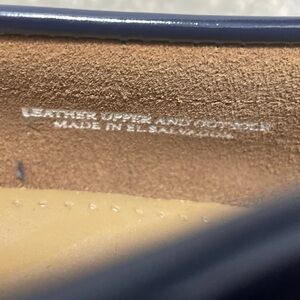 LEATHER UPPER AND OUTSOLE
MADE IN EL SALVADOR